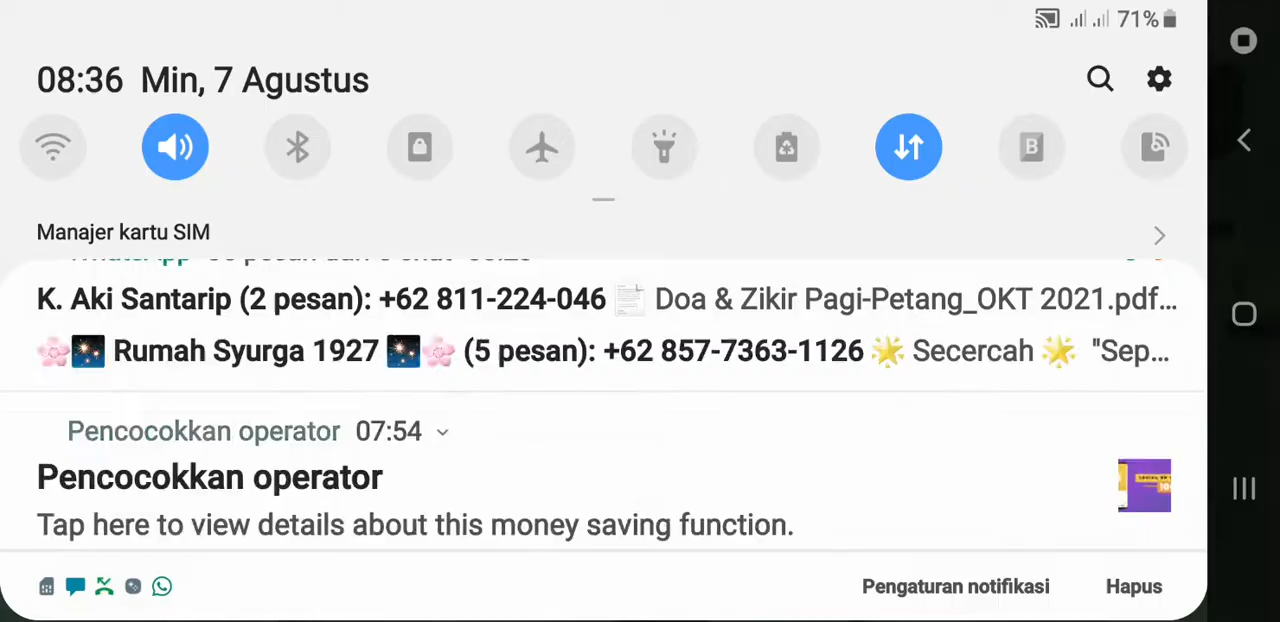 71%
08:36 Min, 7 Agustus
B
Manajer kartu SIM
K. Aki Santarip (2 pesan): +62 811-224-046 Doa & Zikir Pagi-Petang_OKT 2021.pdf...
🌸🎇 Rumah Syurga 1927 🎇🌸 (5 pesan): +62 857-7363-1126 🌟 Secercah 🌟 "Sep...
Pencocokkan operator 07:54
Pencocokkan operator
Tap here to view details about this money saving function.
Pengaturan notifikasi Hapus